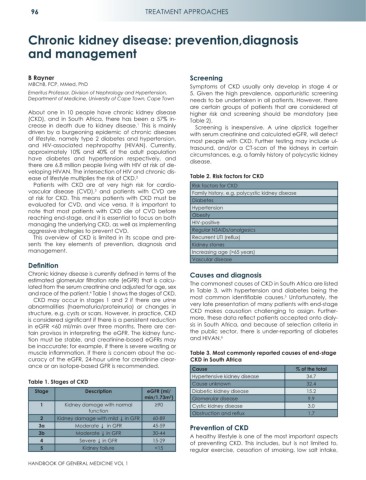 96
TREATMENT APPROACHES
Chronic kidney disease: prevention,diagnosis
and management
B Rayner
MBChB, FCP, MMed, PhD
Emeritus Professor, Division of Nephrology and Hypertension,
Department of Medicine, University of Cape Town, Cape Town
About one in 10 people have chronic kidney disease
(CKD), and in South Africa, there has been a 57% in-
crease in death due to kidney disease.¹ This is mainly
driven by a burgeoning epidemic of chronic diseases
of lifestyle, namely type 2 diabetes and hypertension,
and HIV-associated nephropathy (HIVAN). Currently,
approximately 10% and 40% of the adult population
have diabetes and hypertension respectively, and
there are 6.8 million people living with HIV at risk of de-
veloping HIVAN. The intersection of HIV and chronic dis-
ease of lifestyle multiplies the risk of CKD.²
Patients with CKD are at very high risk for cardio-
vascular disease (CVD),³ and patients with CVD are
at risk for CKD. This means patients with CKD must be
evaluated for CVD, and vice versa. It is important to
note that most patients with CKD die of CVD before
reaching end-stage, and it is essential to focus on both
managing the underlying CKD, as well as implementing
aggressive strategies to prevent CVD.
This overview of CKD is limited in its scope and pre-
sents the key elements of prevention, diagnosis and
management.
Definition
Chronic kidney disease is currently defined in terms of the
estimated glomerular filtration rate (eGFR) that is calcu-
lated from the serum creatinine and adjusted for age, sex
and race of the patient.⁴ Table 1 shows the stages of CKD.
CKD may occur in stages 1 and 2 if there are urine
abnormalities (haematuria/proteinuria) or changes in
structure, e.g. cysts or scars. However, in practice, CKD
is considered significant if there is a persistent reduction
in eGFR <60 ml/min over three months. There are cer-
tain provisos in interpreting the eGFR. The kidney func-
tion must be stable, and creatinine-based eGFRs may
be inaccurate; for example, if there is severe wasting or
muscle inflammation. If there is concern about the ac-
curacy of the eGFR, 24-hour urine for creatinine clear-
ance or an isotope-based GFR is recommended.
Table 1. Stages of CKD
Stage Description eGFR (ml/
min/1.73m²)
1 Kidney damage with normal ≥90
function
2 Kidney damage with mild ↓ in GFR 60-89
3a Moderate ↓ in GFR 45-59
3b Moderate ↓ in GFR 30-44
4 Severe ↓ in GFR 15-29
5 Kidney failure <15
Screening
Symptoms of CKD usually only develop in stage 4 or
5. Given the high prevalence, opportunistic screening
needs to be undertaken in all patients. However, there
are certain groups of patients that are considered at
higher risk and screening should be mandatory (see
Table 2).
Screening is inexpensive. A urine dipstick together
with serum creatinine and calculated eGFR, will detect
most people with CKD. Further testing may include ul-
trasound, and/or a CT-scan of the kidneys in certain
circumstances, e.g. a family history of polycystic kidney
disease.
Table 2. Risk factors for CKD
Risk factors for CKD
Family history, e.g. polycystic kidney disease
Diabetes
Hypertension
Obesity
HIV-positive
Regular NSAIDs/analgesics
Recurrent UTI (reflux)
Kidney stones
Increasing age (>65 years)
Vascular disease
Causes and diagnosis
The commonest causes of CKD in South Africa are listed
in Table 3, with hypertension and diabetes being the
most common identifiable causes.⁵ Unfortunately, the
very late presentation of many patients with end-stage
CKD makes causation challenging to assign. Further-
more, these data reflect patients accepted onto dialy-
sis in South Africa, and because of selection criteria in
the public sector, there is under-reporting of diabetes
and HIVAN.⁶
Table 3. Most commonly reported causes of end-stage
CKD in South Africa
Cause % of the total
Hypertensive kidney disease 34.7
Cause unknown 32.4
Diabetic kidney disease 15.2
Glomerular disease 9.9
Cystic kidney disease 3.0
Obstruction and reflux 1.7
Prevention of CKD
A healthy lifestyle is one of the most important aspects
of preventing CKD. This includes, but is not limited to,
regular exercise, cessation of smoking, low salt intake,
HANDBOOK OF GENERAL MEDICINE VOL 1